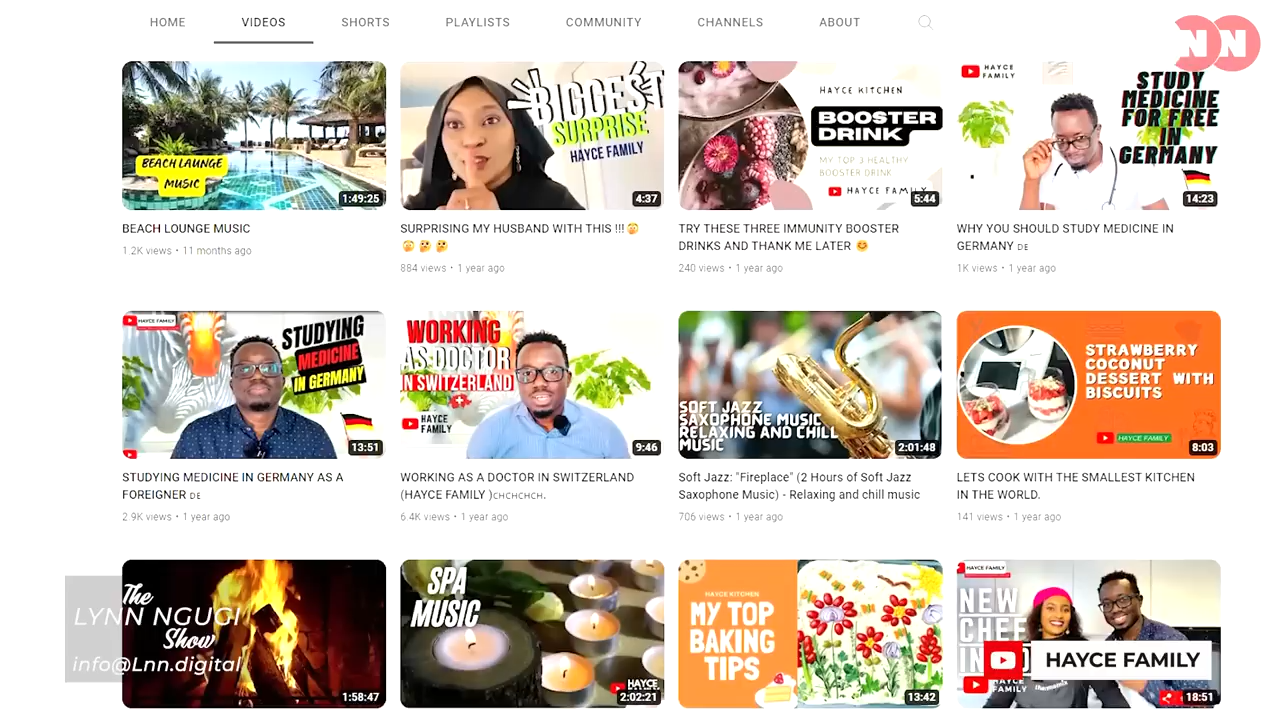 HOME VIDEOS SHORTS PLAYLISTS COMMUNITY CHANNELS ABOUT
NN
BEACH LAUNGE
MUSIC
1:49:25
BIGGEST
SURPRISE
HAYCE FAMILY
4:37
HAYCE KITCHEN
BOOSTER
DRINK
MY TOP 3 HEALTHY
BOOSTER DRINK
HAYCE FAMILY
5:44
HAYCE
FAMILY
STUDY
MEDICINE
FOR FREE
IN
GERMANY
14:23
BEACH LOUNGE MUSIC
1.2K views • 11 months ago
SURPRISING MY HUSBAND WITH THIS !!!
884 views • 1 year ago
TRY THESE THREE IMMUNITY BOOSTER
DRINKS AND THANK ME LATER
240 views • 1 year ago
WHY YOU SHOULD STUDY MEDICINE IN
GERMANY DE
1K views • 1 year ago
HAYCE FAMILY
STUDYING
MEDICINE
IN GERMANY
13:51
WORKING
AS DOCTOR
IN SWITZERLAND
HAYCE
FAMILY
9:46
SOFT JAZZ
SAXOPHONE MUSIC
RELAXING AND CHILL
MUSIC
2:01:48
STRAWBERRY
COCONUT
DESSERT WITH
BISCUITS
HAYCE FAMILY
8:03
STUDYING MEDICINE IN GERMANY AS A
FOREIGNER DE
2.9K views • 1 year ago
WORKING AS A DOCTOR IN SWITZERLAND
(HAYCE FAMILY )CHCHCHCH.
6.4K views • 1 year ago
Soft Jazz: "Fireplace" (2 Hours of Soft Jazz
Saxophone Music) - Relaxing and chill music
706 views • 1 year ago
LETS COOK WITH THE SMALLEST KITCHEN
IN THE WORLD.
141 views • 1 year ago
The
LYNN NGUGI
Show
info@Lnn.digital
1:58:47
SPA
MUSIC
HAYCE
2:02:21
HAYCE KITCHEN
MY TOP
BAKING
TIPS
13:42
HAYCE FAMILY
NEW
CHEF
HAYCE FAMILY
FAMILY
18:51